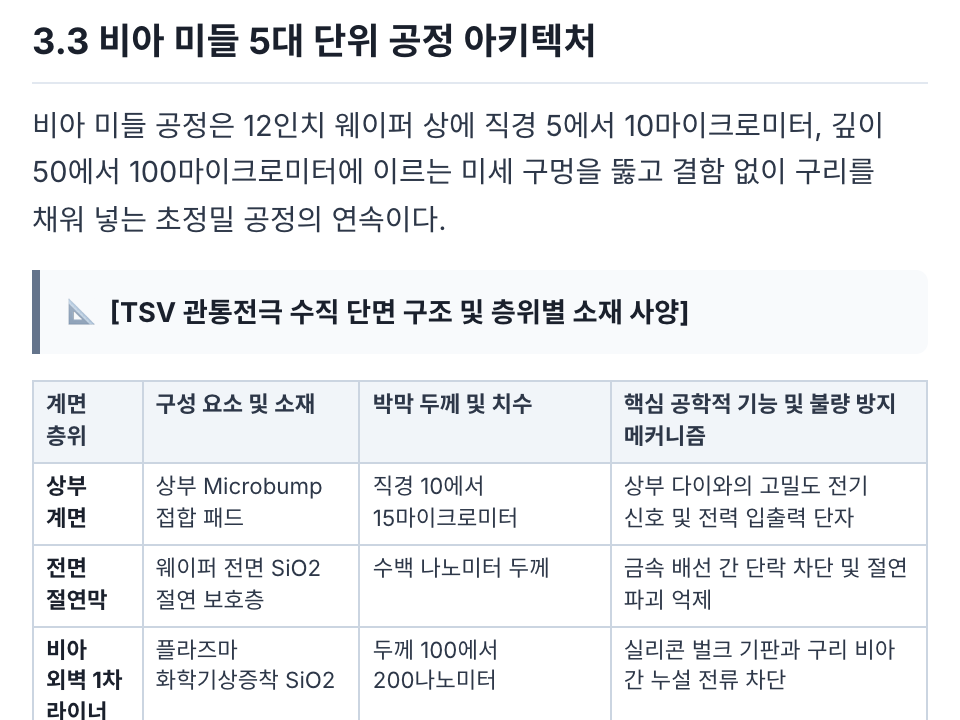 3.3 비아 미들 5대 단위 공정 아키텍처
비아 미들 공정은 12인치 웨이퍼 상에 직경 5에서 10마이크로미터, 깊이
50에서 100마이크로미터에 이르는 미세 구멍을 뚫고 결함 없이 구리를
채워 넣는 초정밀 공정의 연속이다.
📐 [TSV 관통전극 수직 단면 구조 및 층위별 소재 사양]
계면
층위
구성 요소 및 소재
박막 두께 및 치수
핵심 공학적 기능 및 불량 방지
메커니즘
상부
계면
상부 Microbump
접합 패드
직경 10에서
15마이크로미터
상부 다이와의 고밀도 전기
신호 및 전력 입출력 단자
전면
절연막
웨이퍼 전면 SiO2
절연 보호층
수백 나노미터 두께
금속 배선 간 단락 차단 및 절연
파괴 억제
비아
외벽 1차
라이너
플라즈마
화학기상증착 SiO2
두께 100에서
200나노미터
실리콘 벌크 기판과 구리 비아
간 누설 전류 차단